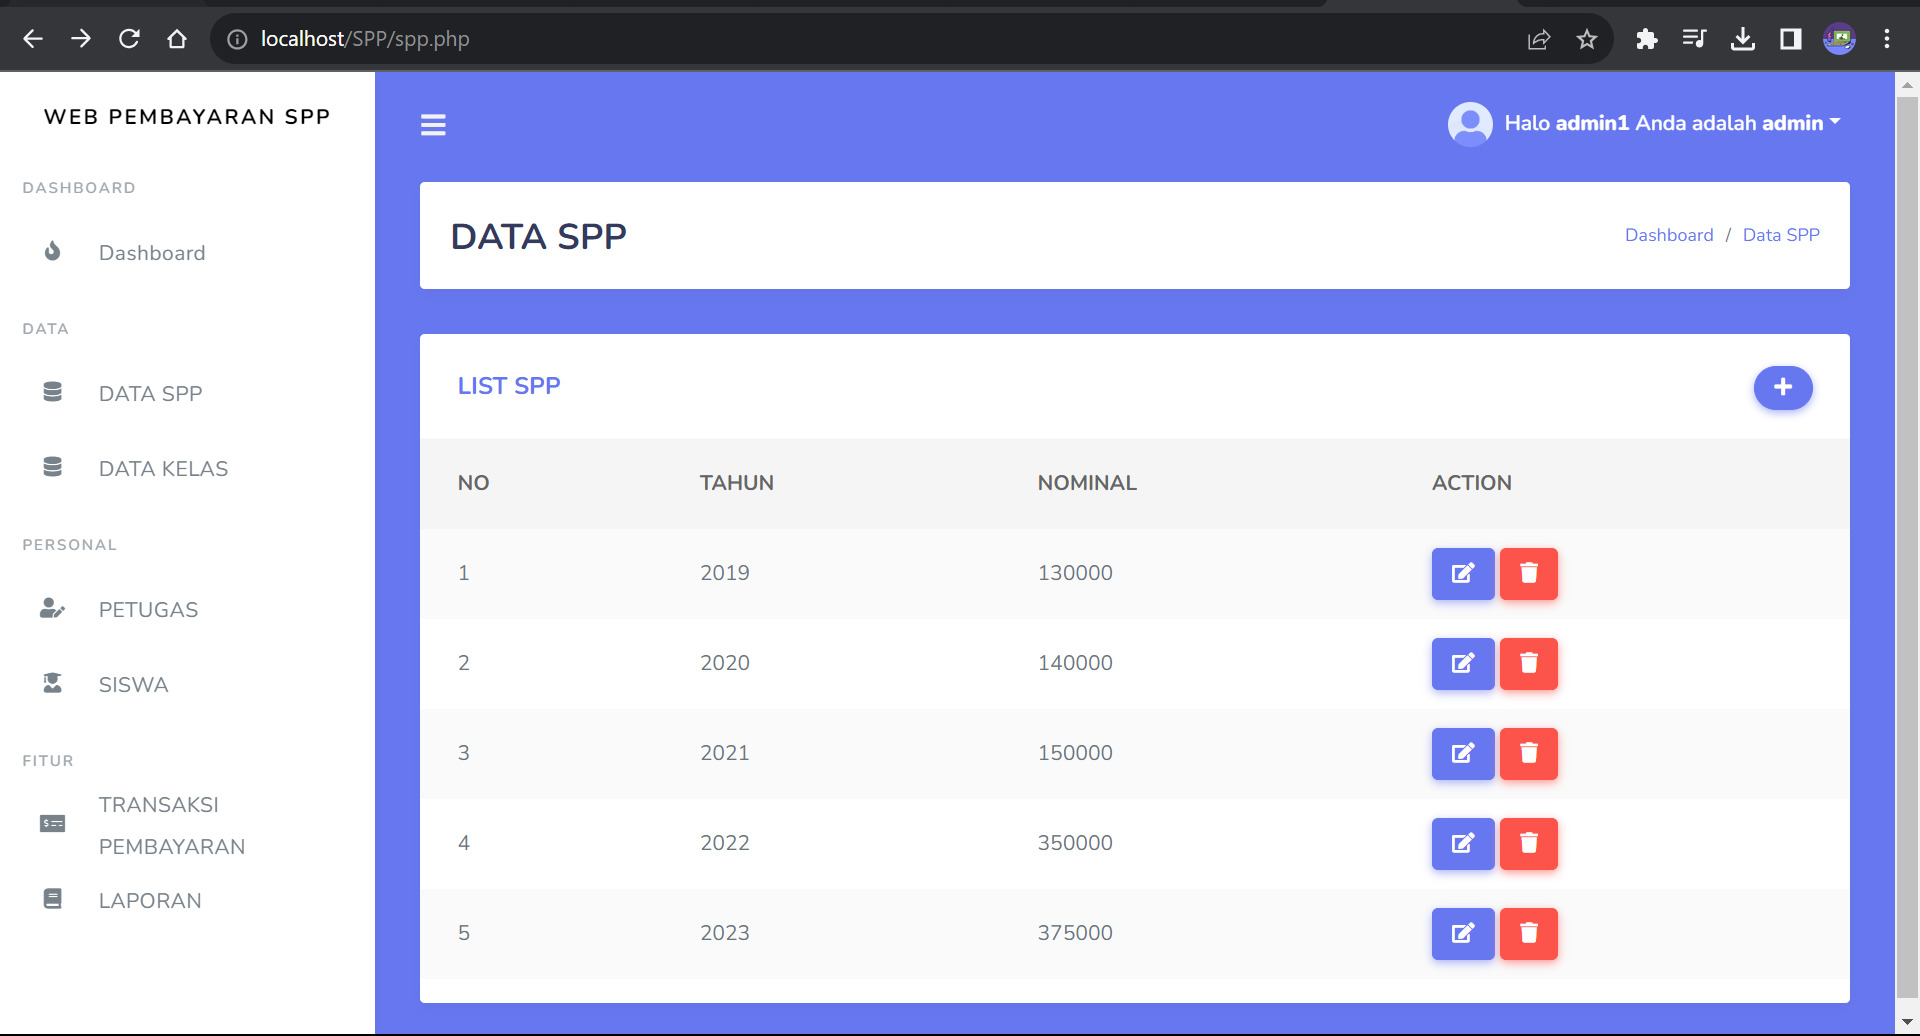 localhost/SPP/spp.php
WEB PEMBAYARAN SPP
DASHBOARD
Dashboard
DATA
DATA SPP
DATA KELAS
PERSONAL
PETUGAS
SISWA
FITUR
TRANSAKSI
PEMBAYARAN
LAPORAN
Halo admin1 Anda adalah admin
DATA SPP
Dashboard / Data SPP
LIST SPP
NO TAHUN NOMINAL ACTION
1 2019 130000
2 2020 140000
3 2021 150000
4 2022 350000
5 2023 375000